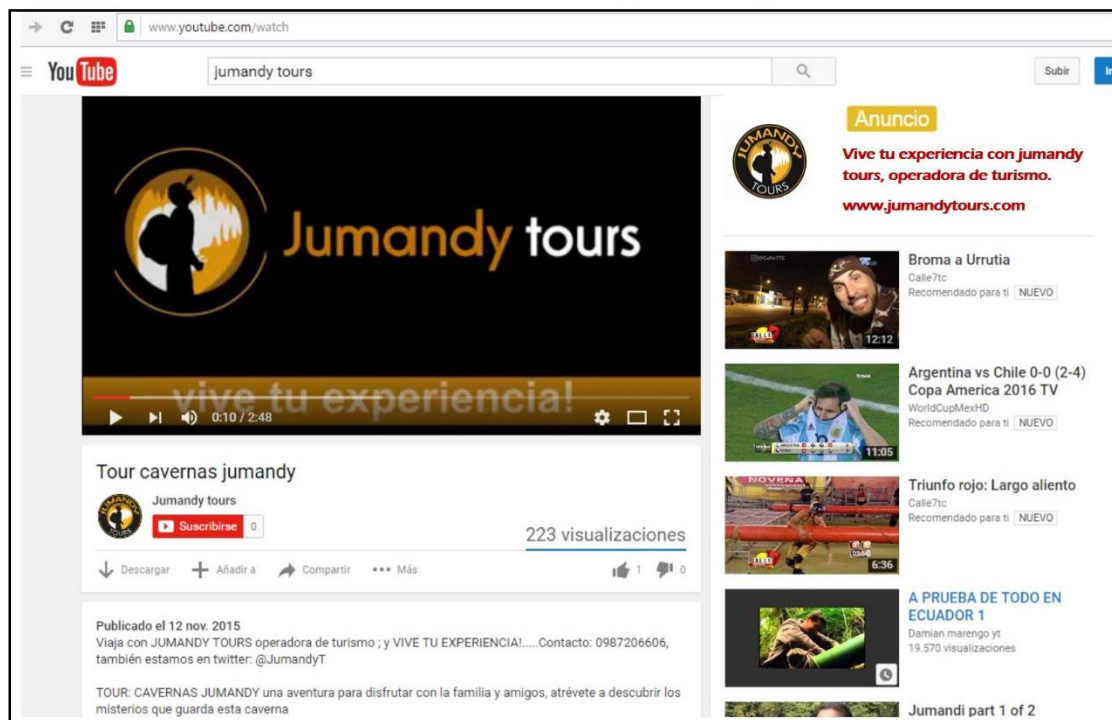 www.youtube.com/watch
YouTube
jumandy tours
Subir
JUMANDY
TOURS
Anuncio
Vive tu experiencia con jumandy
tours, operadora de turismo.
www.jumandytours.com
Jumandy tours
vive tu experiencia!
0:10 / 2:48
Tour cavernas jumandy
JUMANDY
TOURS
Jumandy tours
Suscribirse 0
223 visualizaciones
Descargar Añadir a Compartir Más 1 0
Publicado el 12 nov. 2015
Viaja con JUMANDY TOURS operadora de turismo ; y VIVE TU EXPERIENCIA!.....Contacto: 0987206606,
también estamos en twitter: @JumandyT
TOUR: CAVERNAS JUMANDY una aventura para disfrutar con la familia y amigos, atrévete a descubrir los
misterios que guarda esta caverna
@Calle7TC
12:12
Broma a Urrutia
Calle7tc
Recomendado para ti NUEVO
11:05
Argentina vs Chile 0-0 (2-4)
Copa America 2016 TV
WorldCupMexHD
Recomendado para ti NUEVO
NOVENA
6:36
Triunfo rojo: Largo aliento
Calle7tc
Recomendado para ti NUEVO
A PRUEBA DE TODO EN
ECUADOR 1
Damian marengo yt
19.570 visualizaciones
Jumandi part 1 of 2